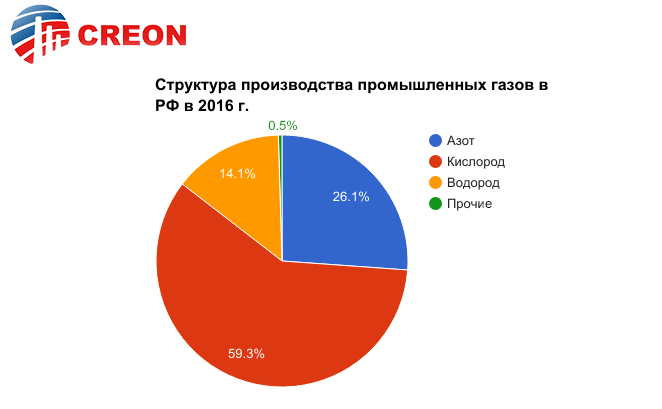 CREON
Структура производства промышленных газов в
РФ в 2016 г.
0.5%
Азот
Кислород
Водород
Прочие
14.1%
26.1%
59.3%